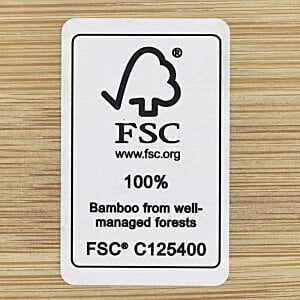 ®
FSC
www.fsc.org
100%
Bamboo from well-
managed forests
FSC® C125400